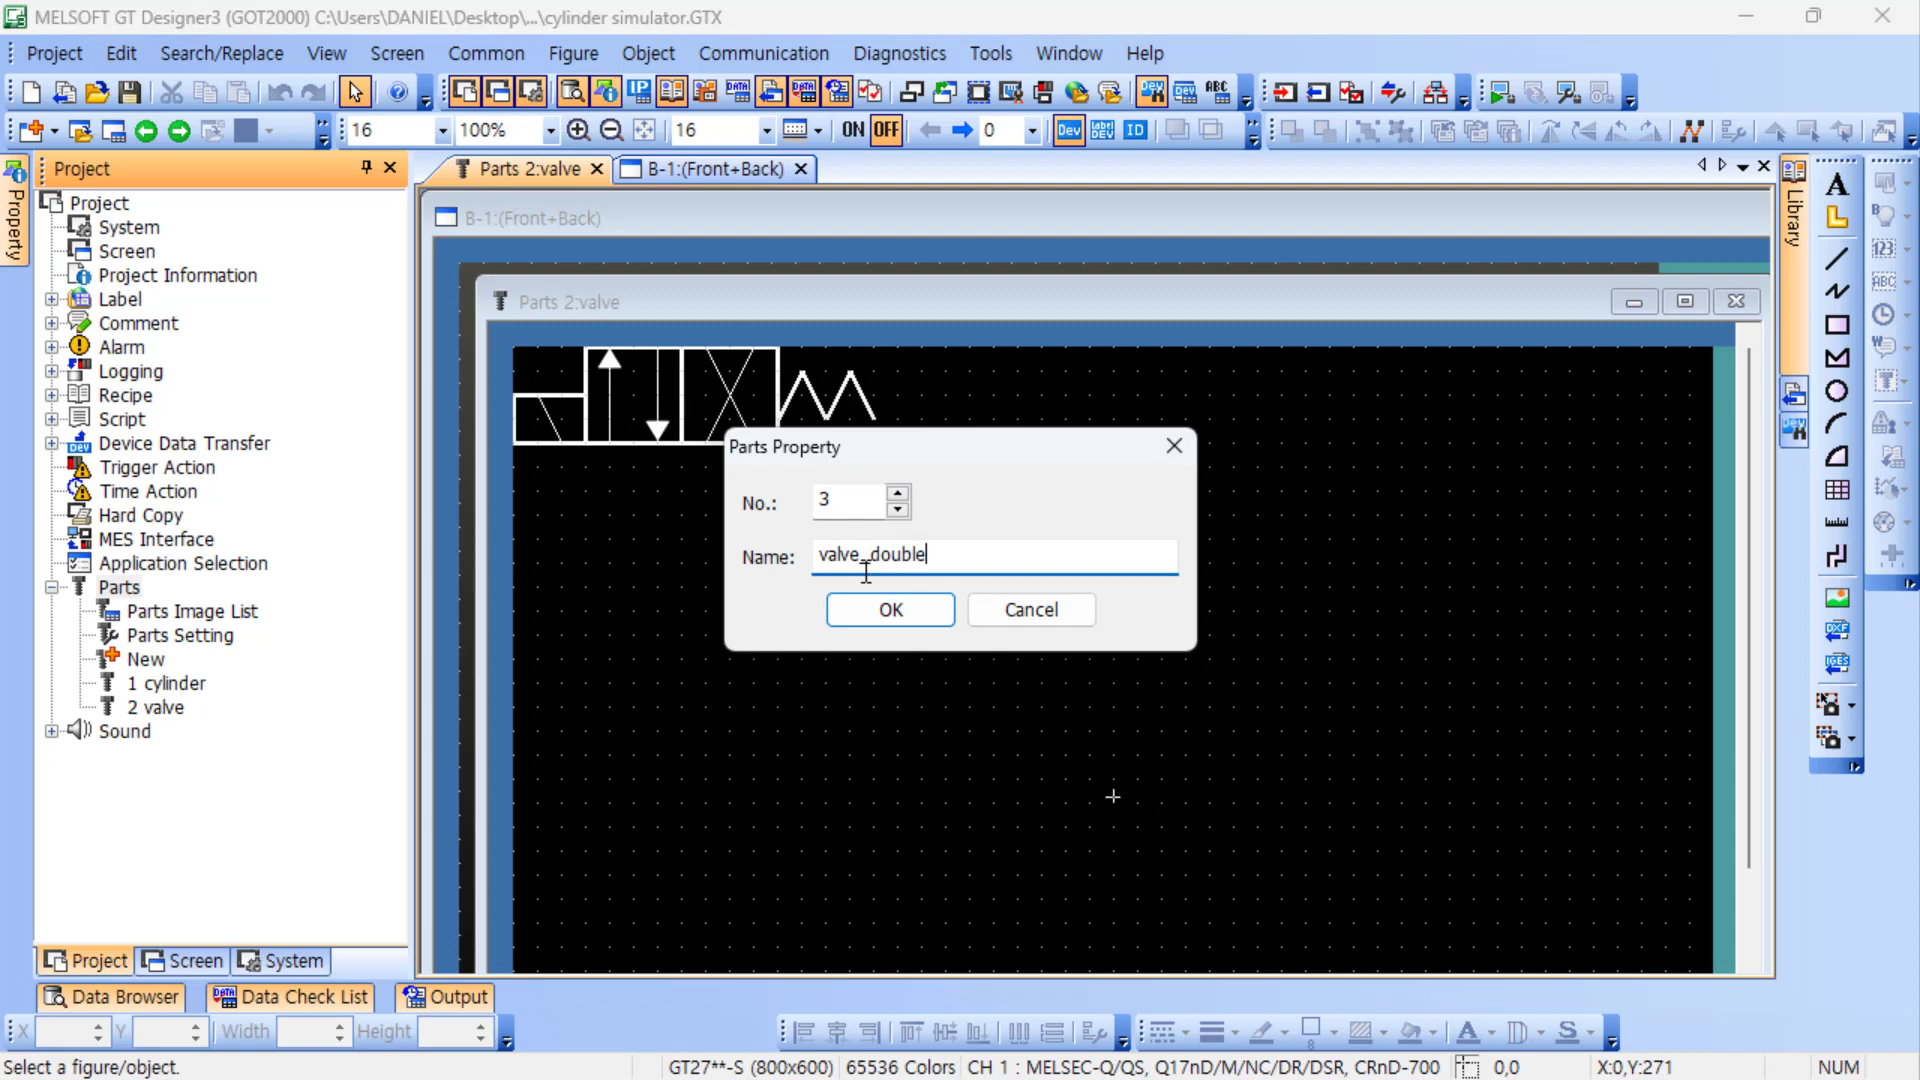 MELSOFT GT Designer3 (GOT2000) C:\Users\DANIEL\Desktop\...\cylinder simulator.GTX
Project Edit Search/Replace View Screen Common Figure Object Communication Diagnostics Tools Window Help
16 100% 16 ON OFF 0 Dev ID
Project
Parts 2:valve
B-1:(Front+Back)
Property
Library
Project
System
Screen
Project Information
Label
Comment
Alarm
Logging
Recipe
Script
Device Data Transfer
Trigger Action
Time Action
Hard Copy
MES Interface
Application Selection
Parts
Parts Image List
Parts Setting
New
1 cylinder
2 valve
Sound
B-1:(Front+Back)
Parts 2:valve
Parts Property
No.: 3
Name: valve_double
OK Cancel
Project Screen System
Data Browser Data Check List Output
X Y Width Height
Select a figure/object. GT27**-S (800x600) 65536 Colors CH 1 : MELSEC-Q/QS, Q17nD/M/NC/DR/DSR, CRnD-700 0,0 X:0,Y:271 NUM